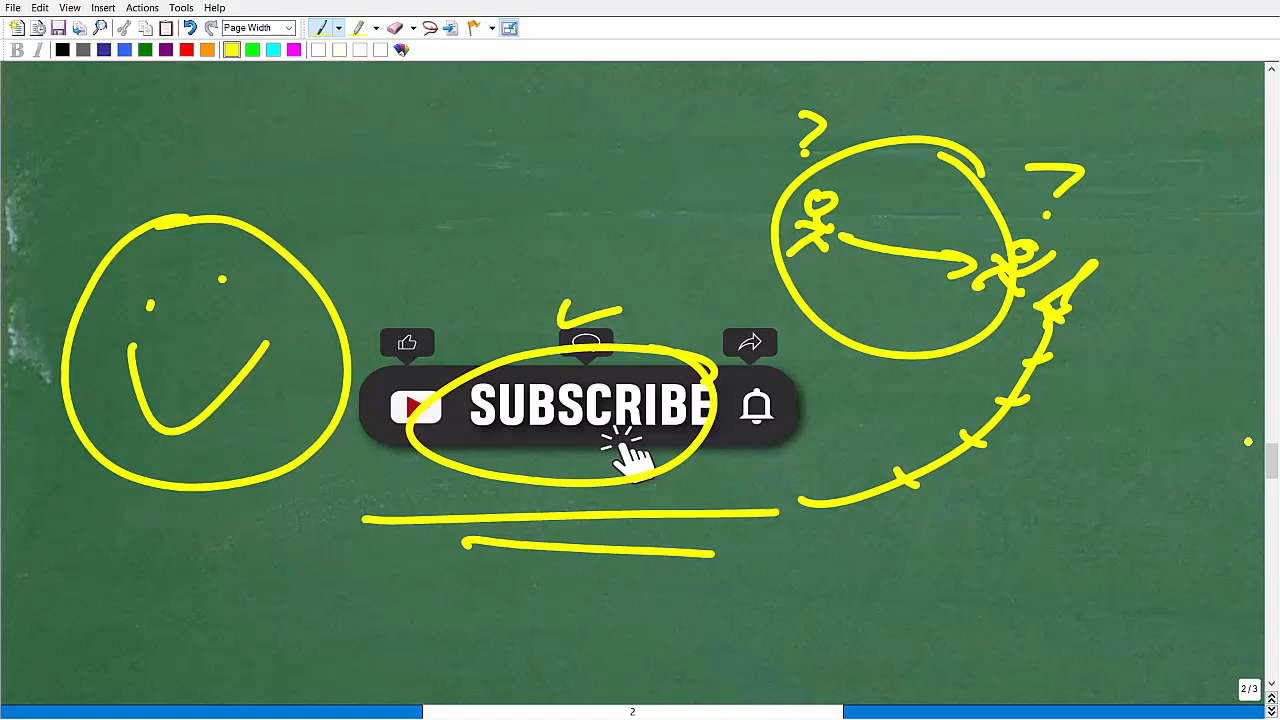 File Edit View Insert Actions Tools Help
Page Width
B I
?
?
SUBSCRIBE
2 / 3
2